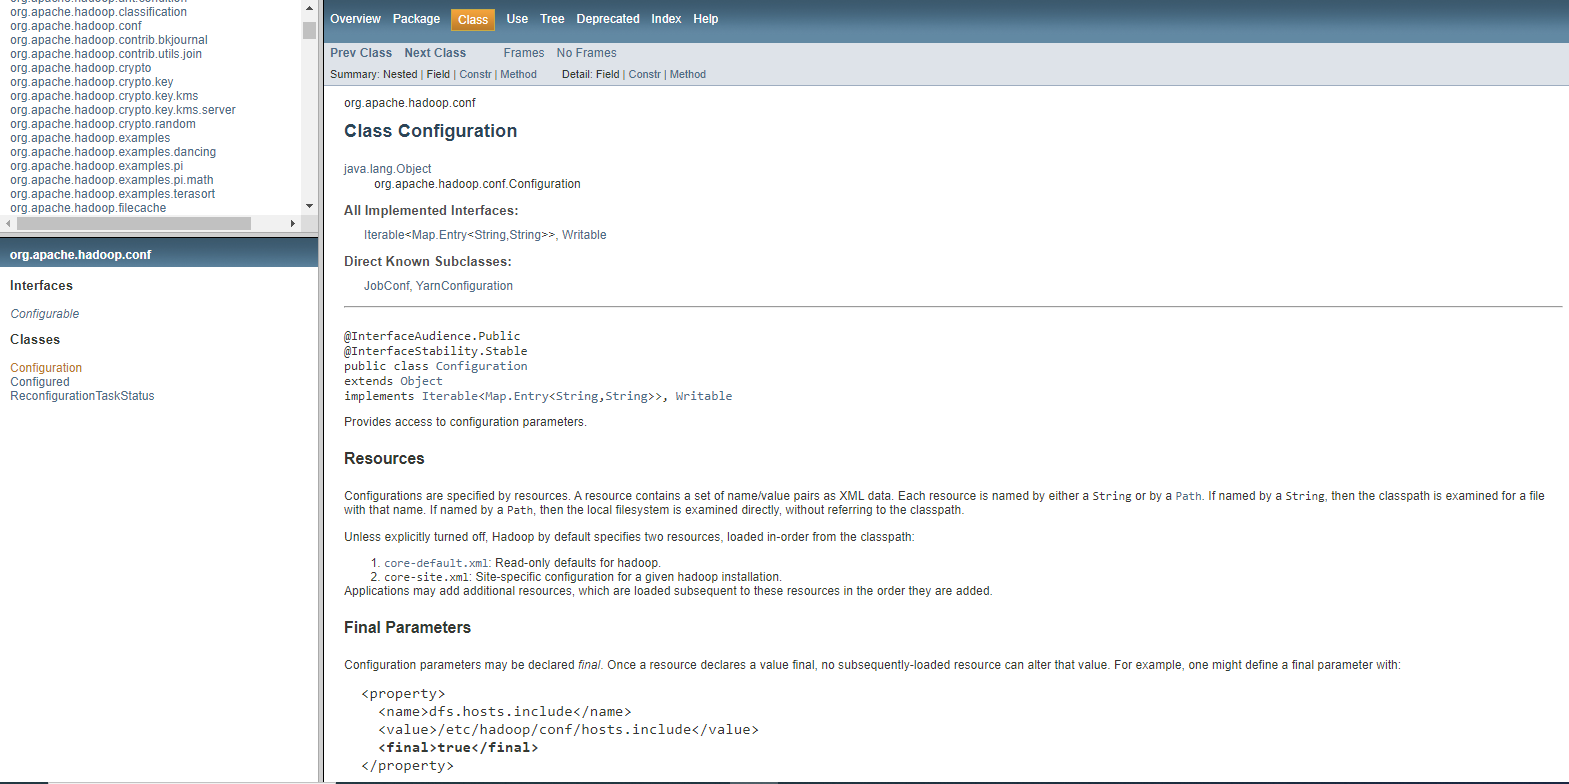 org.apache.hadoop.ant.condition
org.apache.hadoop.classification
org.apache.hadoop.conf
org.apache.hadoop.contrib.bkjournal
org.apache.hadoop.contrib.utils.join
org.apache.hadoop.crypto
org.apache.hadoop.crypto.key
org.apache.hadoop.crypto.key.kms
org.apache.hadoop.crypto.key.kms.server
org.apache.hadoop.crypto.random
org.apache.hadoop.examples
org.apache.hadoop.examples.dancing
org.apache.hadoop.examples.pi
org.apache.hadoop.examples.pi.math
org.apache.hadoop.examples.terasort
org.apache.hadoop.filecache
org.apache.hadoop.conf
Interfaces
Configurable
Classes
Configuration
Configured
ReconfigurationTaskStatus
Overview Package Class Use Tree Deprecated Index Help
Prev Class Next Class Frames No Frames
Summary: Nested | Field | Constr | Method Detail: Field | Constr | Method
org.apache.hadoop.conf
Class Configuration
java.lang.Object
org.apache.hadoop.conf.Configuration
All Implemented Interfaces:
Iterable<Map.Entry<String,String>>, Writable
Direct Known Subclasses:
JobConf, YarnConfiguration
@InterfaceAudience.Public
@InterfaceStability.Stable
public class Configuration
extends Object
implements Iterable<Map.Entry<String,String>>, Writable
Provides access to configuration parameters.
Resources
Configurations are specified by resources. A resource contains a set of name/value pairs as XML data. Each resource is named by either a String or by a Path. If named by a String, then the classpath is examined for a file
with that name. If named by a Path, then the local filesystem is examined directly, without referring to the classpath.
Unless explicitly turned off, Hadoop by default specifies two resources, loaded in-order from the classpath:
1. core-default.xml: Read-only defaults for hadoop.
2. core-site.xml: Site-specific configuration for a given hadoop installation.
Applications may add additional resources, which are loaded subsequent to these resources in the order they are added.
Final Parameters
Configuration parameters may be declared final. Once a resource declares a value final, no subsequently-loaded resource can alter that value. For example, one might define a final parameter with:
<property>
<name>dfs.hosts.include</name>
<value>/etc/hadoop/conf/hosts.include</value>
<final>true</final>
</property>